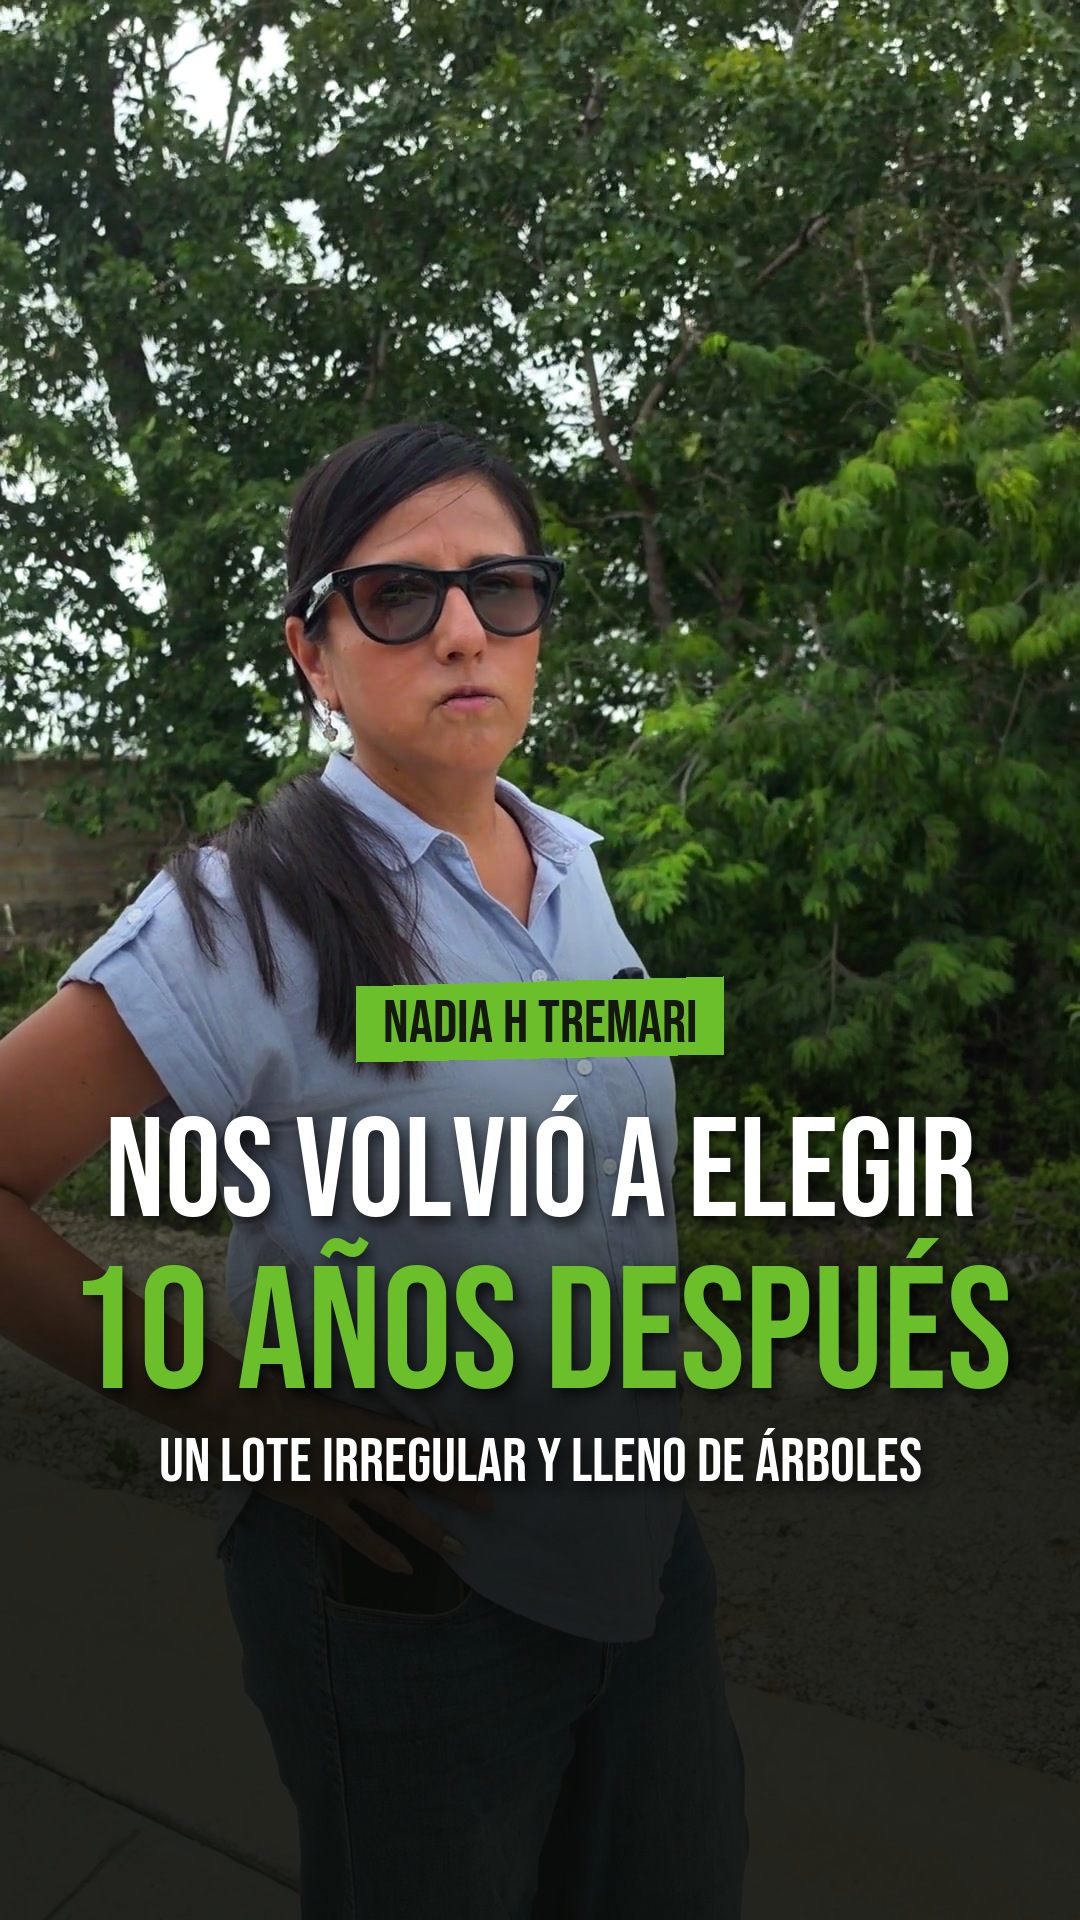 NADIA H TREMARI
NOS VOLVIÓ A ELEGIR
10 AÑOS DESPUÉS
UN LOTE IRREGULAR Y LLENO DE ÁRBOLES